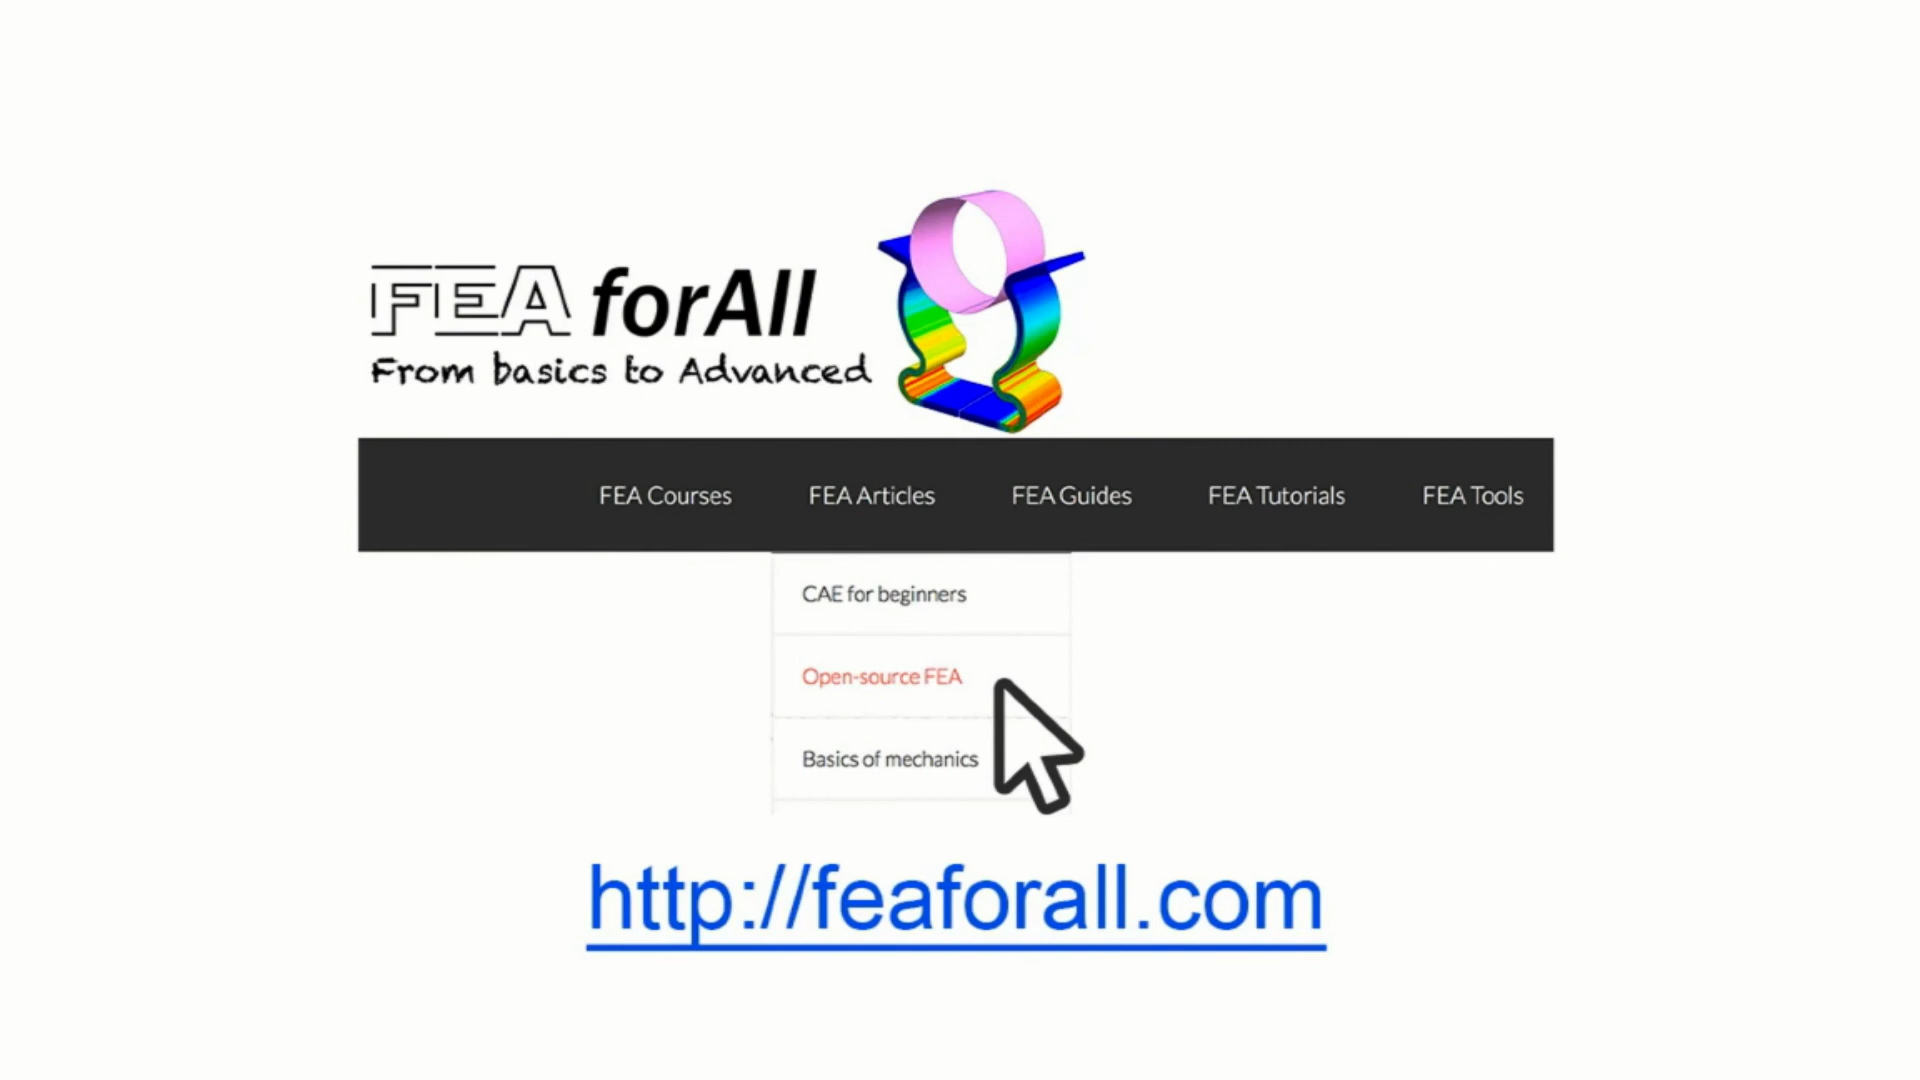 FEA forAll
From basics to Advanced
FEA Courses FEA Articles FEA Guides FEA Tutorials FEA Tools
CAE for beginners
Open-source FEA
Basics of mechanics
http://feaforall.com